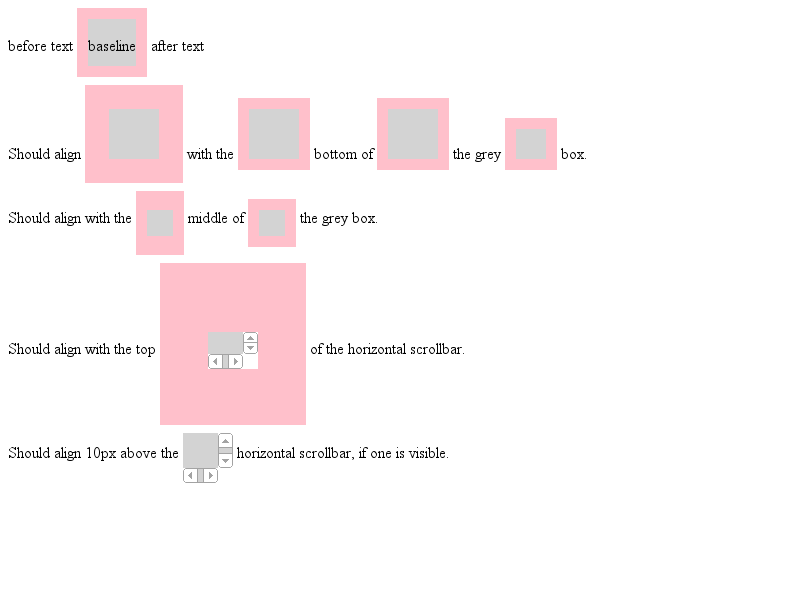 before text baseline after text
Should align with the bottom of the grey box.
Should align with the middle of the grey box.
Should align with the top of the horizontal scrollbar.
Should align 10px above the horizontal scrollbar, if one is visible.